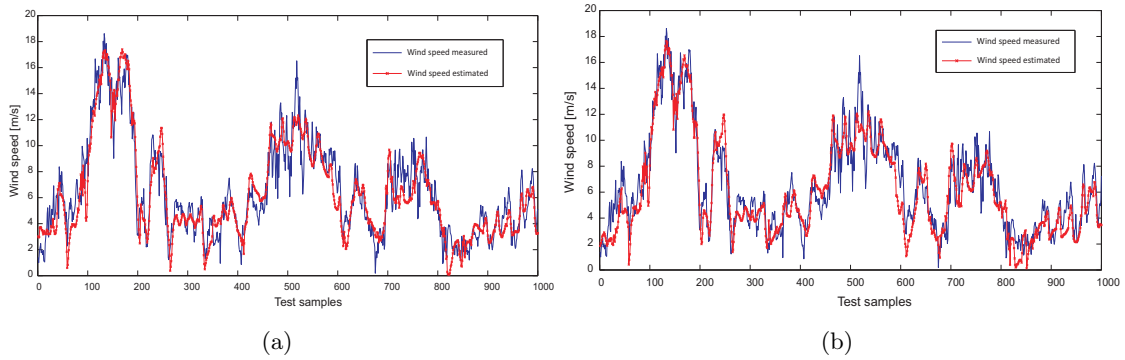 20
18
16
14
12
10
8
6
4
2
0
Wind speed [m/s]
Wind speed measured
Wind speed estimated
0 100 200 300 400 500 600 700 800 900 1000
Test samples
(a)
20
18
16
14
12
10
8
6
4
2
0
Wind speed [m/s]
Wind speed measured
Wind speed estimated
0 100 200 300 400 500 600 700 800 900 1000
Test samples
(b)